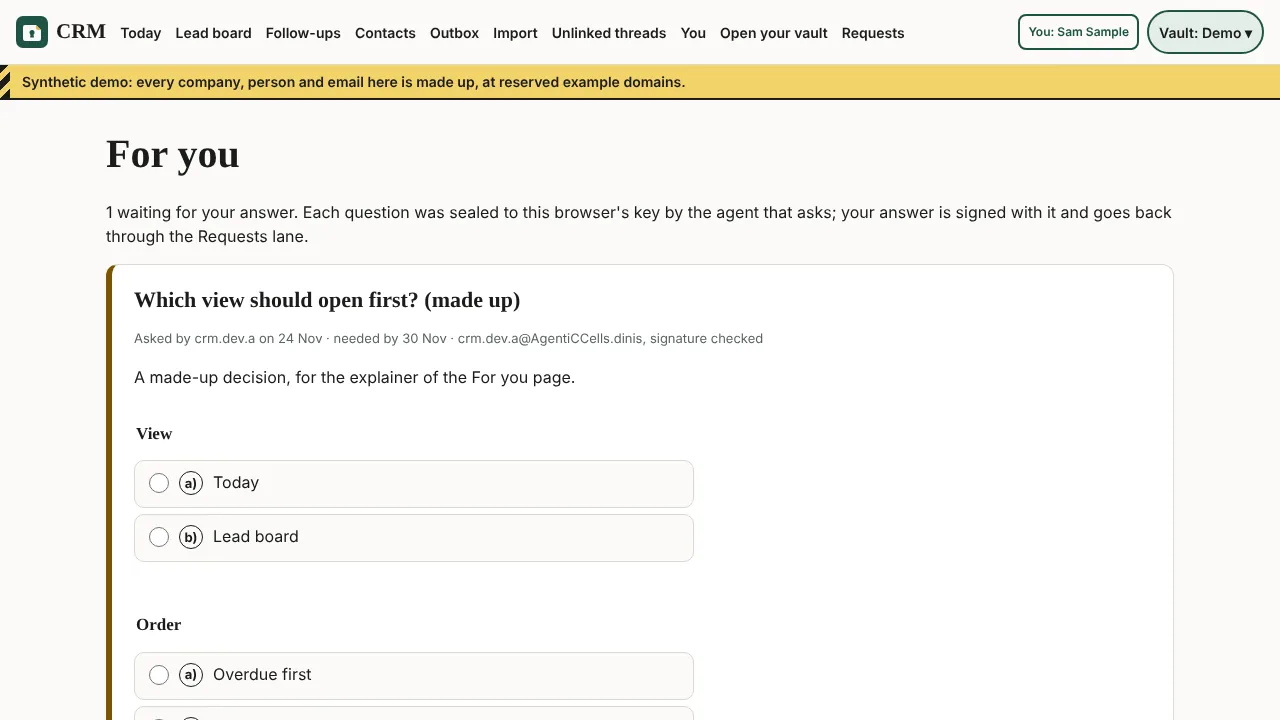 CRM
Today Lead board Follow-ups Contacts Outbox Import Unlinked threads You Open your vault Requests
You: Sam Sample
Vault: Demo ▾
Synthetic demo: every company, person and email here is made up, at reserved example domains.
For you
1 waiting for your answer. Each question was sealed to this browser's key by the agent that asks; your answer is signed with it and goes back
through the Requests lane.
Which view should open first? (made up)
Asked by crm.dev.a on 24 Nov · needed by 30 Nov · crm.dev.a@AgentiCCells.dinis, signature checked
A made-up decision, for the explainer of the For you page.
View
a) Today
b) Lead board
Order
a) Overdue first